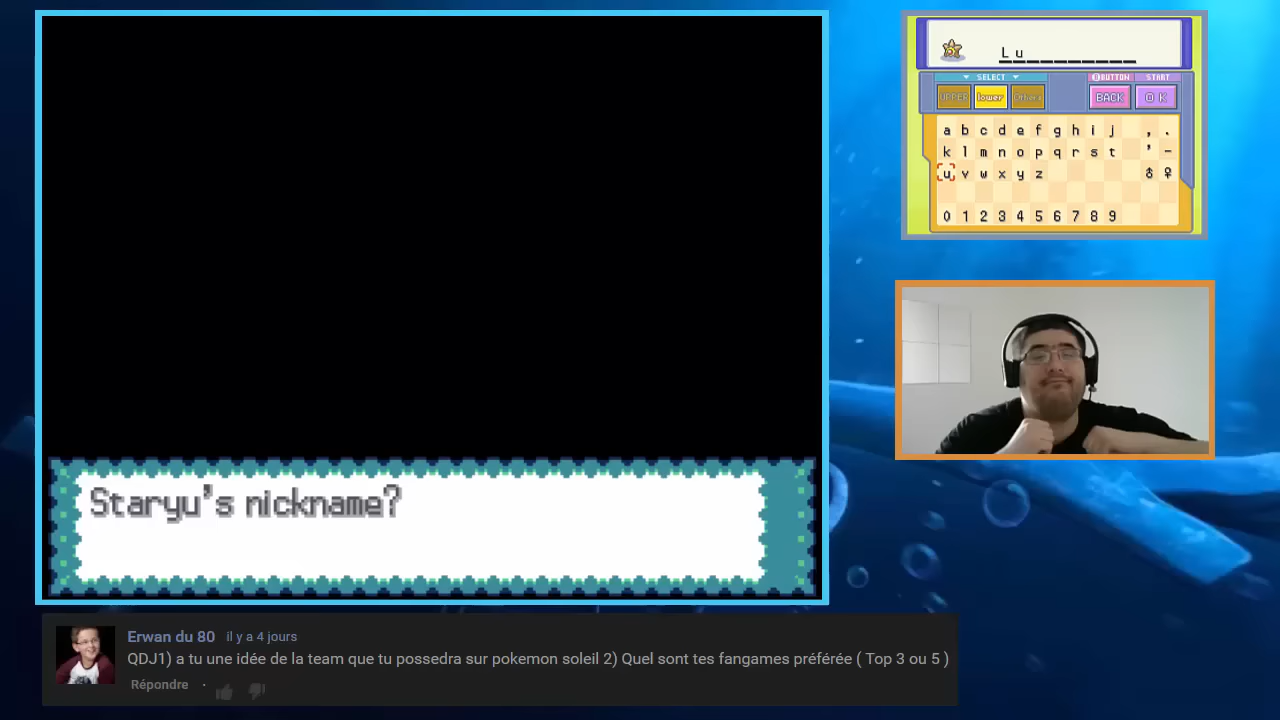 Lu
SELECT
BUTTON START
UPPER lower Others BACK OK
a b c d e f g h i j , .
k l m n o p q r s t ' -
u v w x y z ♂ ♀
0 1 2 3 4 5 6 7 8 9
Staryu's nickname?
Erwan du 80 il y a 4 jours
QDJ1) a tu une idée de la team que tu possedra sur pokemon soleil 2) Quel sont tes fangames préférée ( Top 3 ou 5 )
Répondre ·